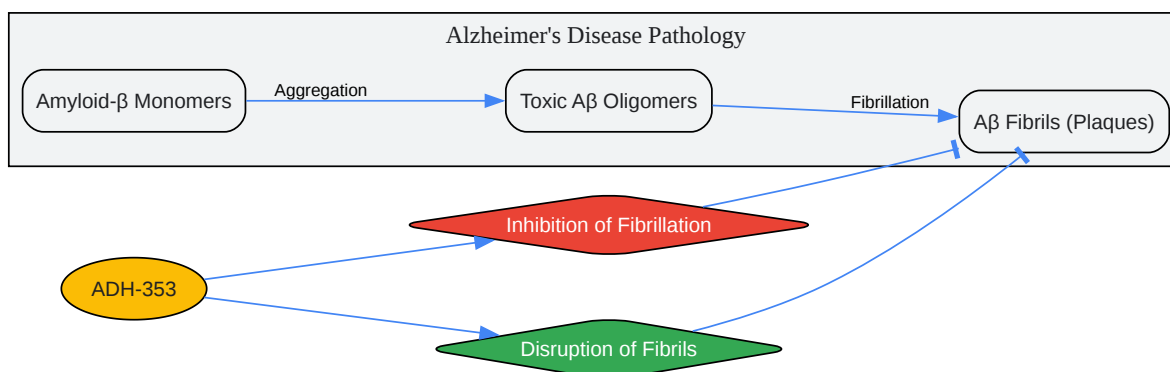 Alzheimer's Disease Pathology
Amyloid-β Monomers
Aggregation
Toxic Aβ Oligomers
Fibrillation
Aβ Fibrils (Plaques)
Inhibition of Fibrillation
ADH-353
Disruption of Fibrils